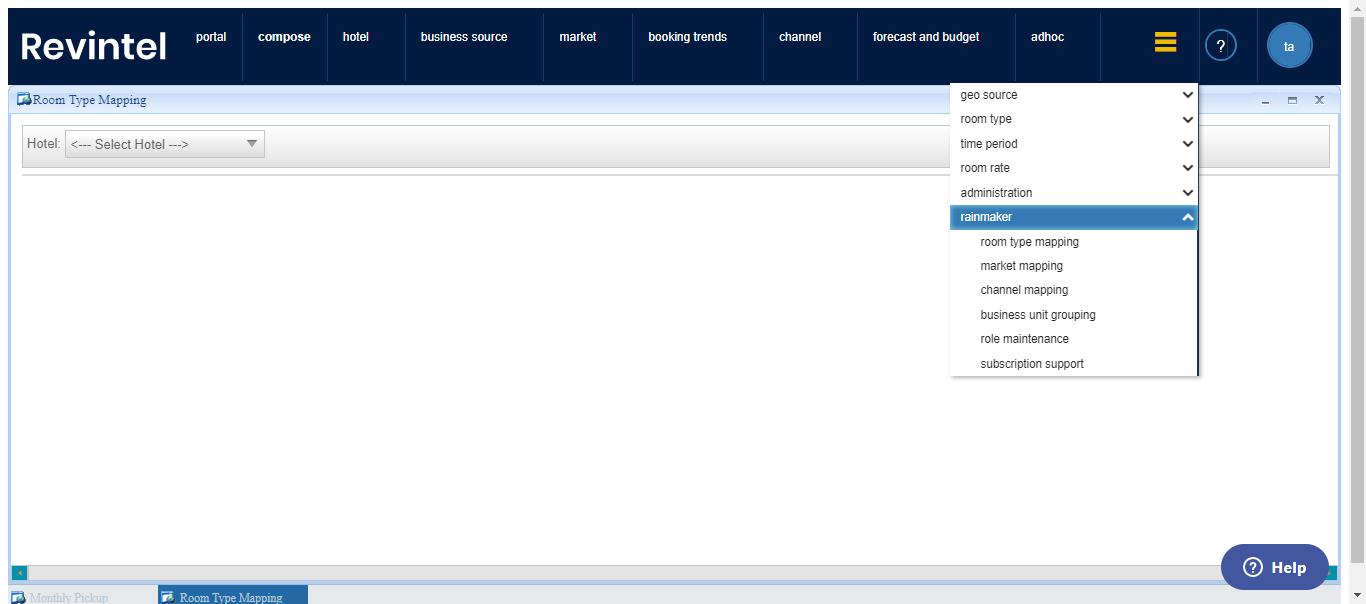 Revintel
portal
compose
hotel
business source
market
booking trends
channel
forecast and budget
adhoc
?
ta
Room Type Mapping
Hotel:
<--- Select Hotel --->
geo source
room type
time period
room rate
administration
rainmaker
room type mapping
market mapping
channel mapping
business unit grouping
role maintenance
subscription support
? Help
Monthly Pickup
Room Type Mapping